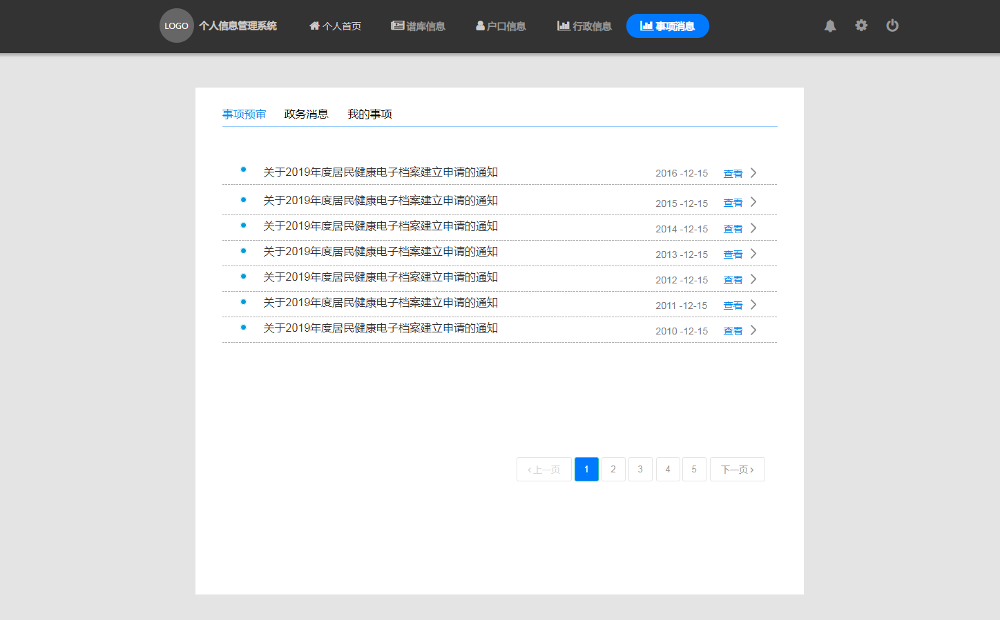 LOGO 个人信息管理系统 个人首页 谱库信息 户口信息 行政信息 事项消息
事项预审 政务消息 我的事项
关于2019年度居民健康电子档案建立申请的通知 2016 -12-15 查看
关于2019年度居民健康电子档案建立申请的通知 2015 -12-15 查看
关于2019年度居民健康电子档案建立申请的通知 2014 -12-15 查看
关于2019年度居民健康电子档案建立申请的通知 2013 -12-15 查看
关于2019年度居民健康电子档案建立申请的通知 2012 -12-15 查看
关于2019年度居民健康电子档案建立申请的通知 2011 -12-15 查看
关于2019年度居民健康电子档案建立申请的通知 2010 -12-15 查看
上一页 1 2 3 4 5 下一页